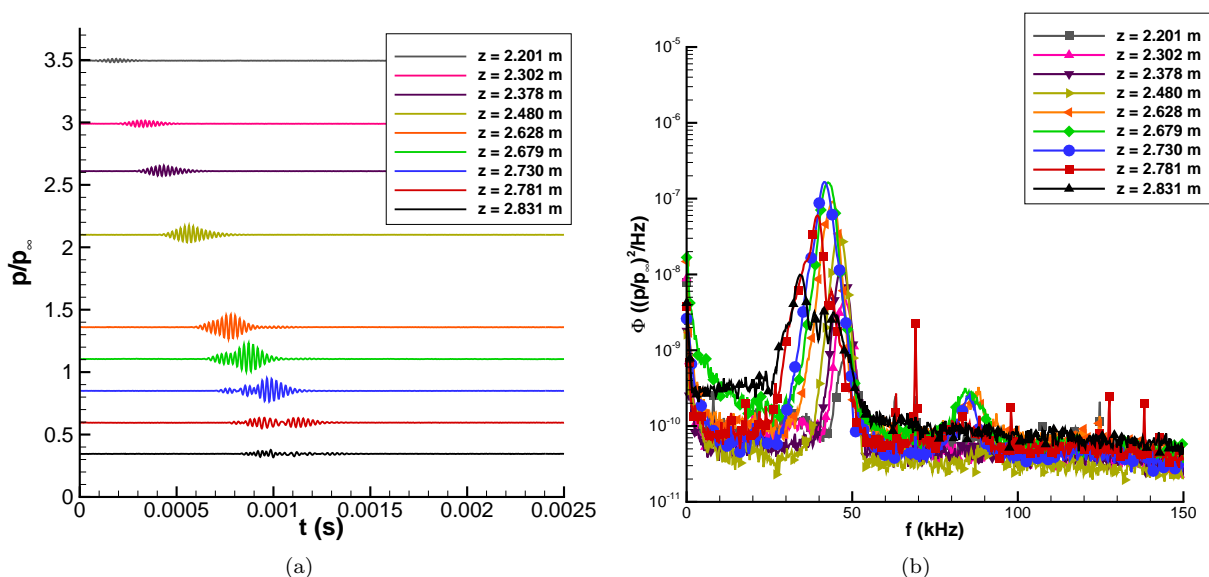 p/p∞
3.5
3
2.5
2
1.5
1
0.5
0
0
0.0005
0.001
0.0015
0.002
0.0025
t (s)
z = 2.201 m
z = 2.302 m
z = 2.378 m
z = 2.480 m
z = 2.628 m
z = 2.679 m
z = 2.730 m
z = 2.781 m
z = 2.831 m
(a)
Φ ((p/p∞)²/Hz)
10⁻⁵
10⁻⁶
10⁻⁷
10⁻⁸
10⁻⁹
10⁻¹⁰
10⁻¹¹
0
50
100
150
f (kHz)
z = 2.201 m
z = 2.302 m
z = 2.378 m
z = 2.480 m
z = 2.628 m
z = 2.679 m
z = 2.730 m
z = 2.781 m
z = 2.831 m
(b)